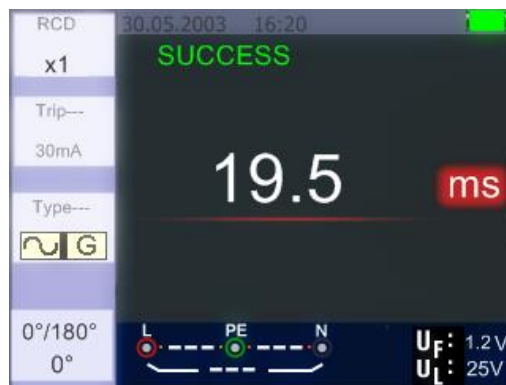 RCD 30.05.2003 16:20
x1 SUCCESS
Trip---
30mA
19.5 ms
Type---
G
0°/180°
0°
L PE N
UF: 1.2V
UL: 25V